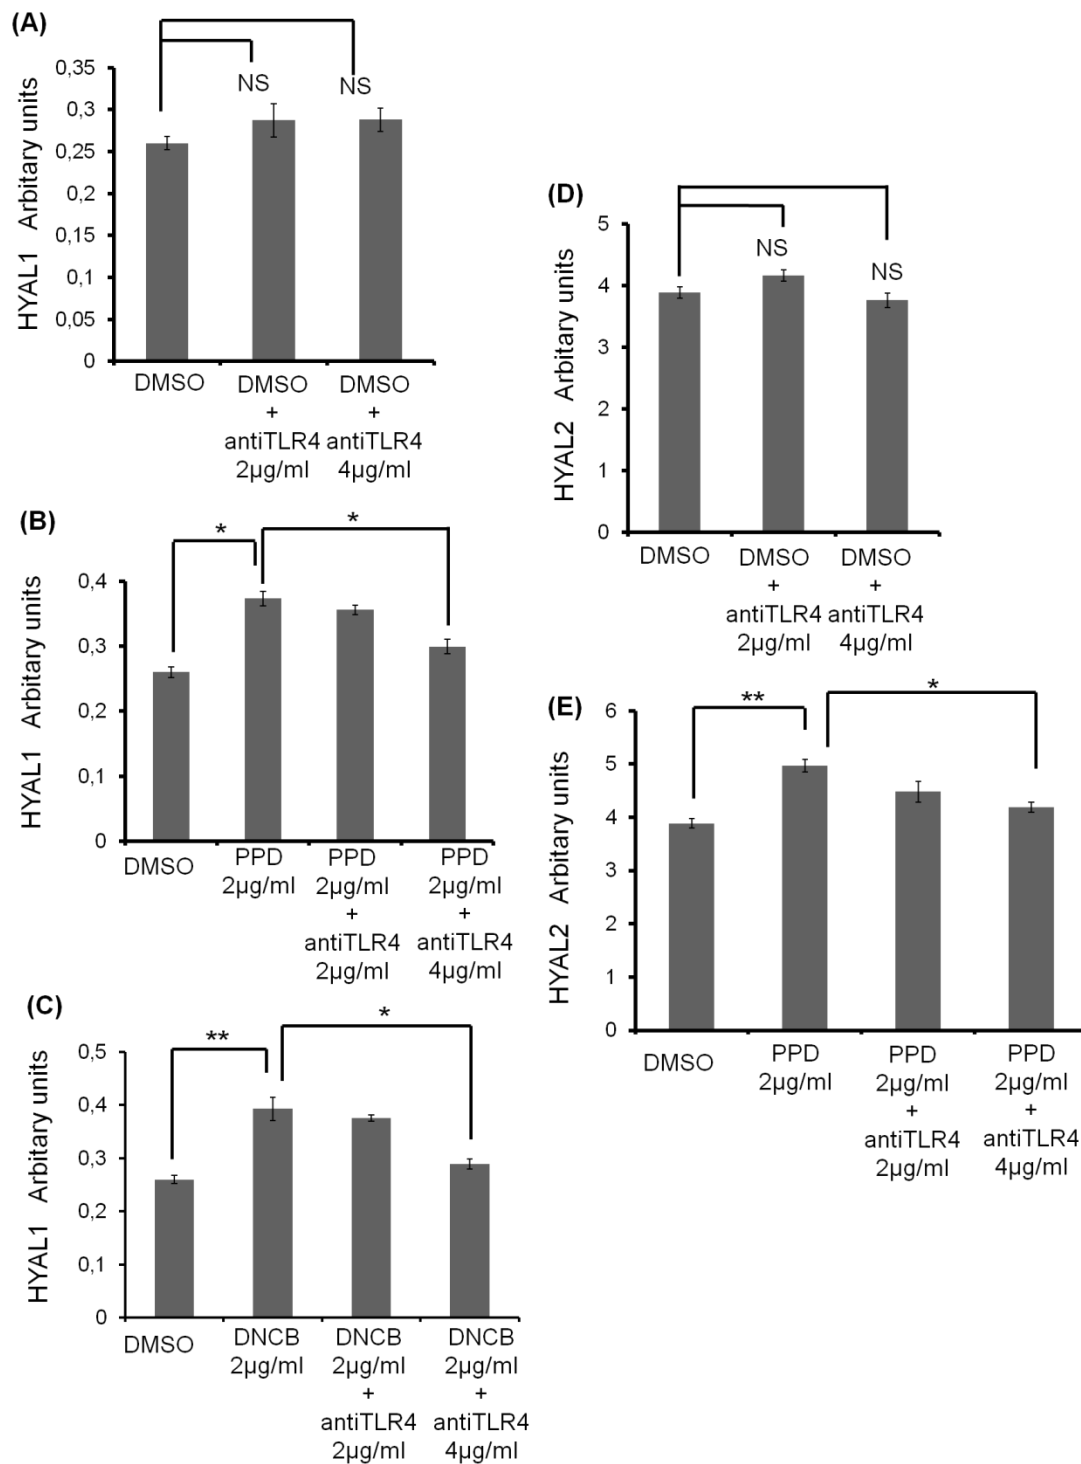 (A)
NS
NS
0,35
0,3
0,25
0,2
0,15
0,1
0,05
0
HYAL1 Arbitary units
DMSO
DMSO
+
antiTLR4
2µg/ml
DMSO
+
antiTLR4
4µg/ml
(B)
*
*
0,4
0,3
0,2
0,1
0
HYAL1 Arbitary units
DMSO
PPD
2µg/ml
PPD
2µg/ml
+
antiTLR4
2µg/ml
PPD
2µg/ml
+
antiTLR4
4µg/ml
(C)
**
*
0,5
0,4
0,3
0,2
0,1
0
HYAL1 Arbitary units
DMSO
DNCB
2µg/ml
DNCB
2µg/ml
+
antiTLR4
2µg/ml
DNCB
2µg/ml
+
antiTLR4
4µg/ml
(D)
NS
NS
5
4
3
2
1
0
HYAL2 Arbitary units
DMSO
DMSO
+
antiTLR4
2µg/ml
DMSO
+
antiTLR4
4µg/ml
(E)
**
*
6
5
4
3
2
1
0
HYAL2 Arbitary units
DMSO
PPD
2µg/ml
PPD
2µg/ml
+
antiTLR4
2µg/ml
PPD
2µg/ml
+
antiTLR4
4µg/ml